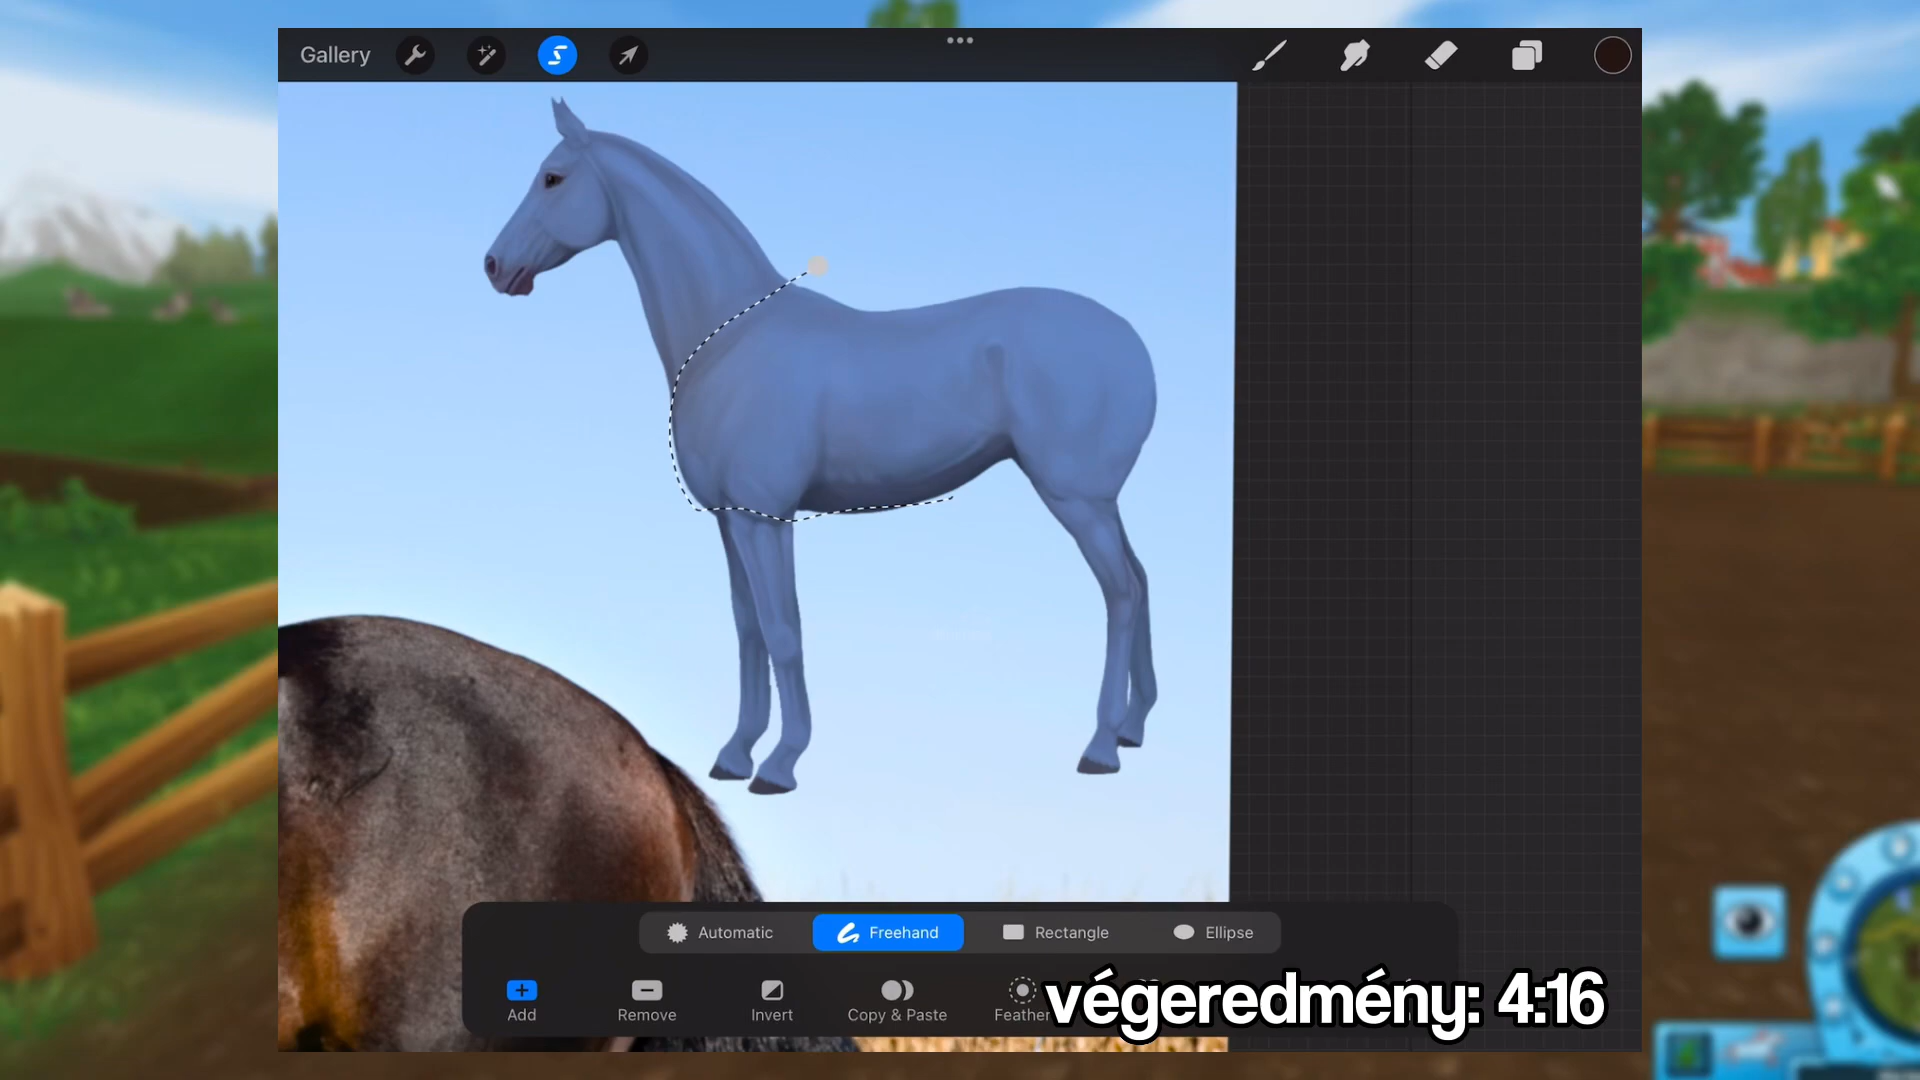 Gallery
Automatic
Freehand
Rectangle
Ellipse
Add
Remove
Invert
Copy & Paste
Feather
végeredmény: 4:16